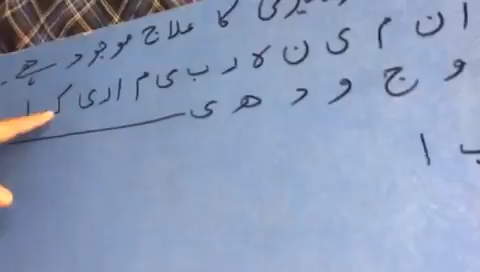 کا علاج موجود ہے۔
ا ن م ی ن ہ ر ب ی م ا ر ی ک ا
و ج و د ھ ی
ب ا